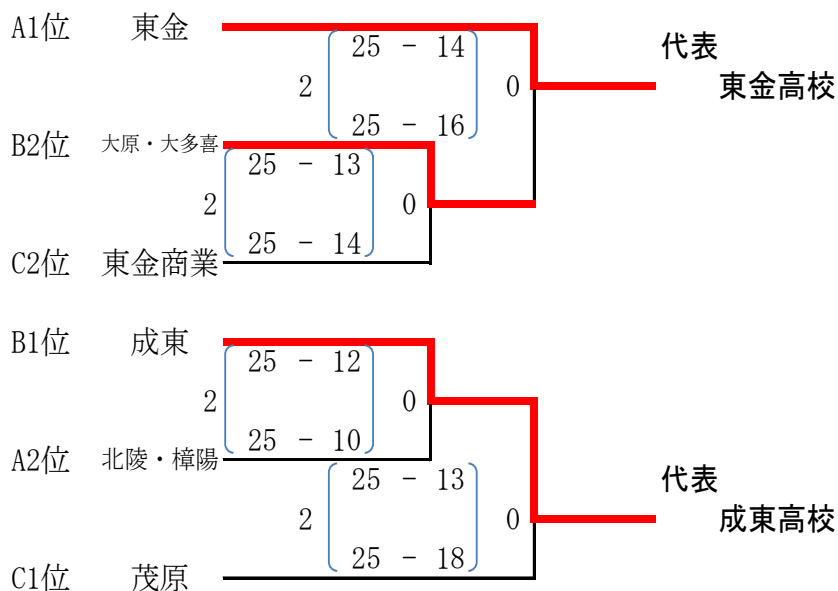 A1位 東金
25 - 14
代表
2 0
東金高校
25 - 16
B2位 大原・大多喜
25 - 13
2 0
25 - 14
C2位 東金商業
B1位 成東
25 - 12
2 0
25 - 10
A2位 北陵・樟陽
25 - 13
代表
2 0
成東高校
25 - 18
C1位 茂原